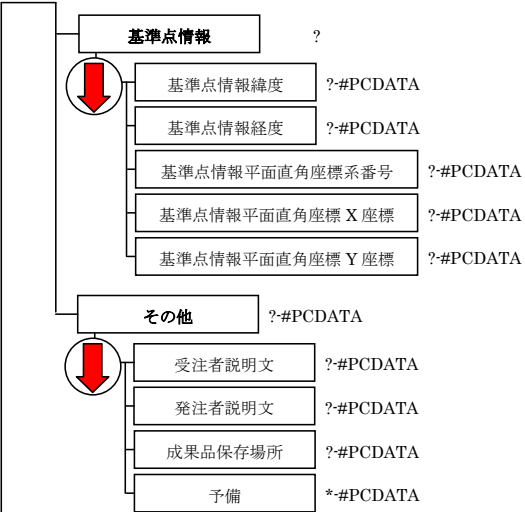 基準点情報 ?
基準点情報緯度 ?-#PCDATA
基準点情報経度 ?-#PCDATA
基準点情報平面直角座標系番号 ?-#PCDATA
基準点情報平面直角座標 X 座標 ?-#PCDATA
基準点情報平面直角座標 Y 座標 ?-#PCDATA
その他 ?-#PCDATA
受注者説明文 ?-#PCDATA
発注者説明文 ?-#PCDATA
成果品保存場所 ?-#PCDATA
予備 *-#PCDATA